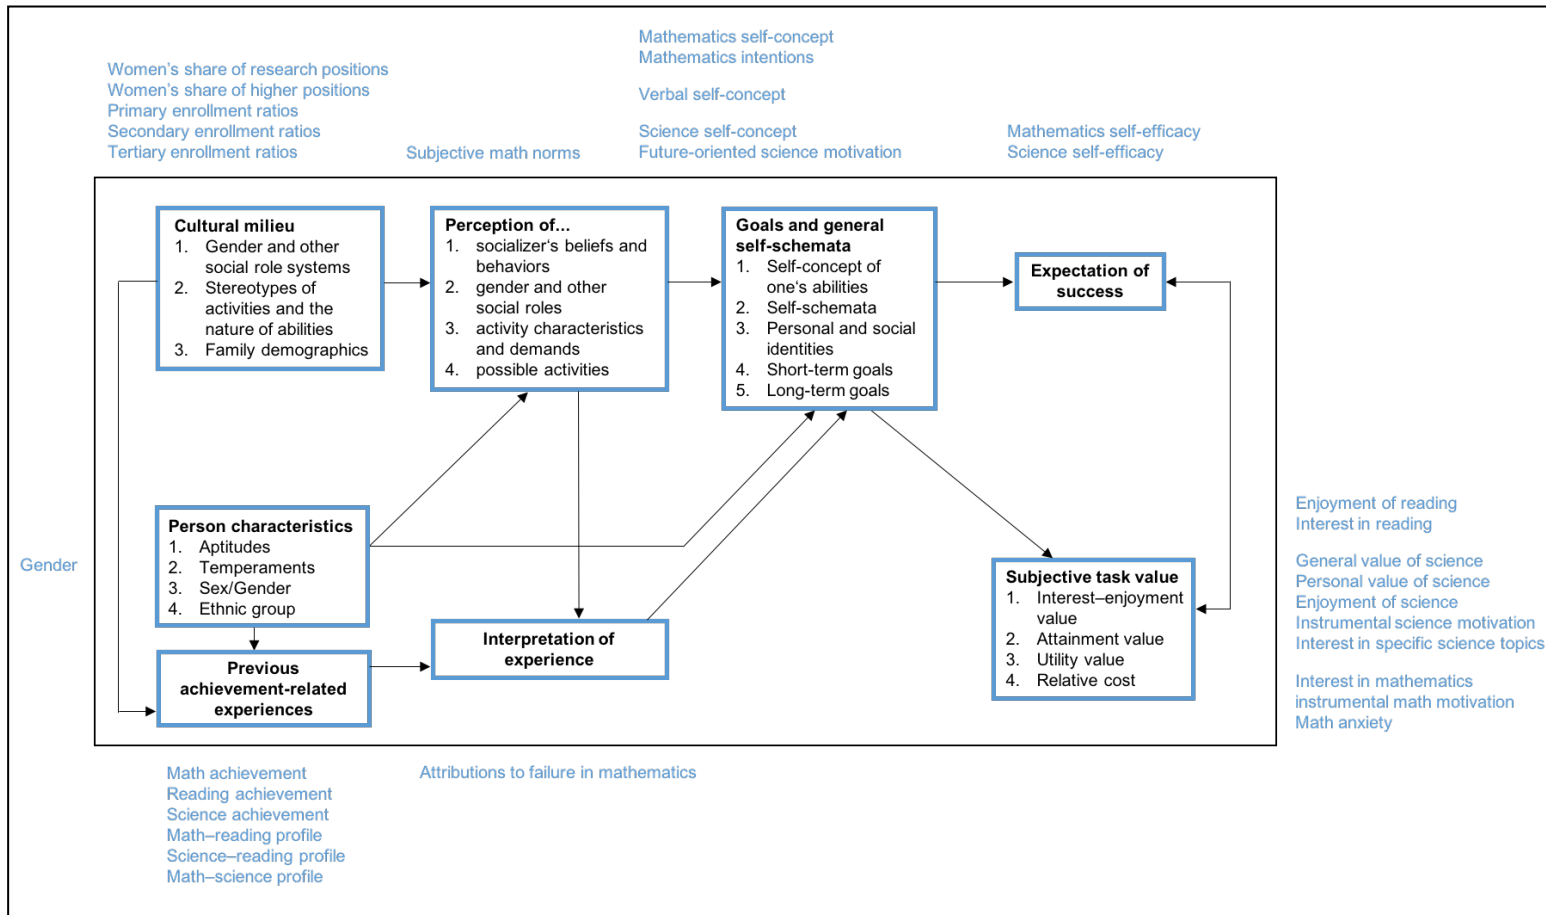 Mathematics self-concept
Mathematics intentions
Women's share of research positions
Women's share of higher positions
Verbal self-concept
Primary enrollment ratios
Secondary enrollment ratios
Science self-concept
Mathematics self-efficacy
Tertiary enrollment ratios
Subjective math norms
Future-oriented science motivation
Science self-efficacy
Cultural milieu
1. Gender and other
social role systems
2. Stereotypes of
activities and the
nature of abilities
3. Family demographics
Perception of...
1. socializer‘s beliefs and
behaviors
2. gender and other
social roles
3. activity characteristics
and demands
4. possible activities
Goals and general
self-schemata
1. Self-concept of
one‘s abilities
2. Self-schemata
3. Personal and social
identities
4. Short-term goals
5. Long-term goals
Expectation of
success
Gender
Person characteristics
1. Aptitudes
2. Temperaments
3. Sex/Gender
4. Ethnic group
Previous
achievement-related
experiences
Interpretation of
experience
Subjective task value
1. Interest–enjoyment
value
2. Attainment value
3. Utility value
4. Relative cost
Enjoyment of reading
Interest in reading
General value of science
Personal value of science
Enjoyment of science
Instrumental science motivation
Interest in specific science topics
Interest in mathematics
instrumental math motivation
Math anxiety
Math achievement
Reading achievement
Science achievement
Math–reading profile
Science–reading profile
Math–science profile
Attributions to failure in mathematics